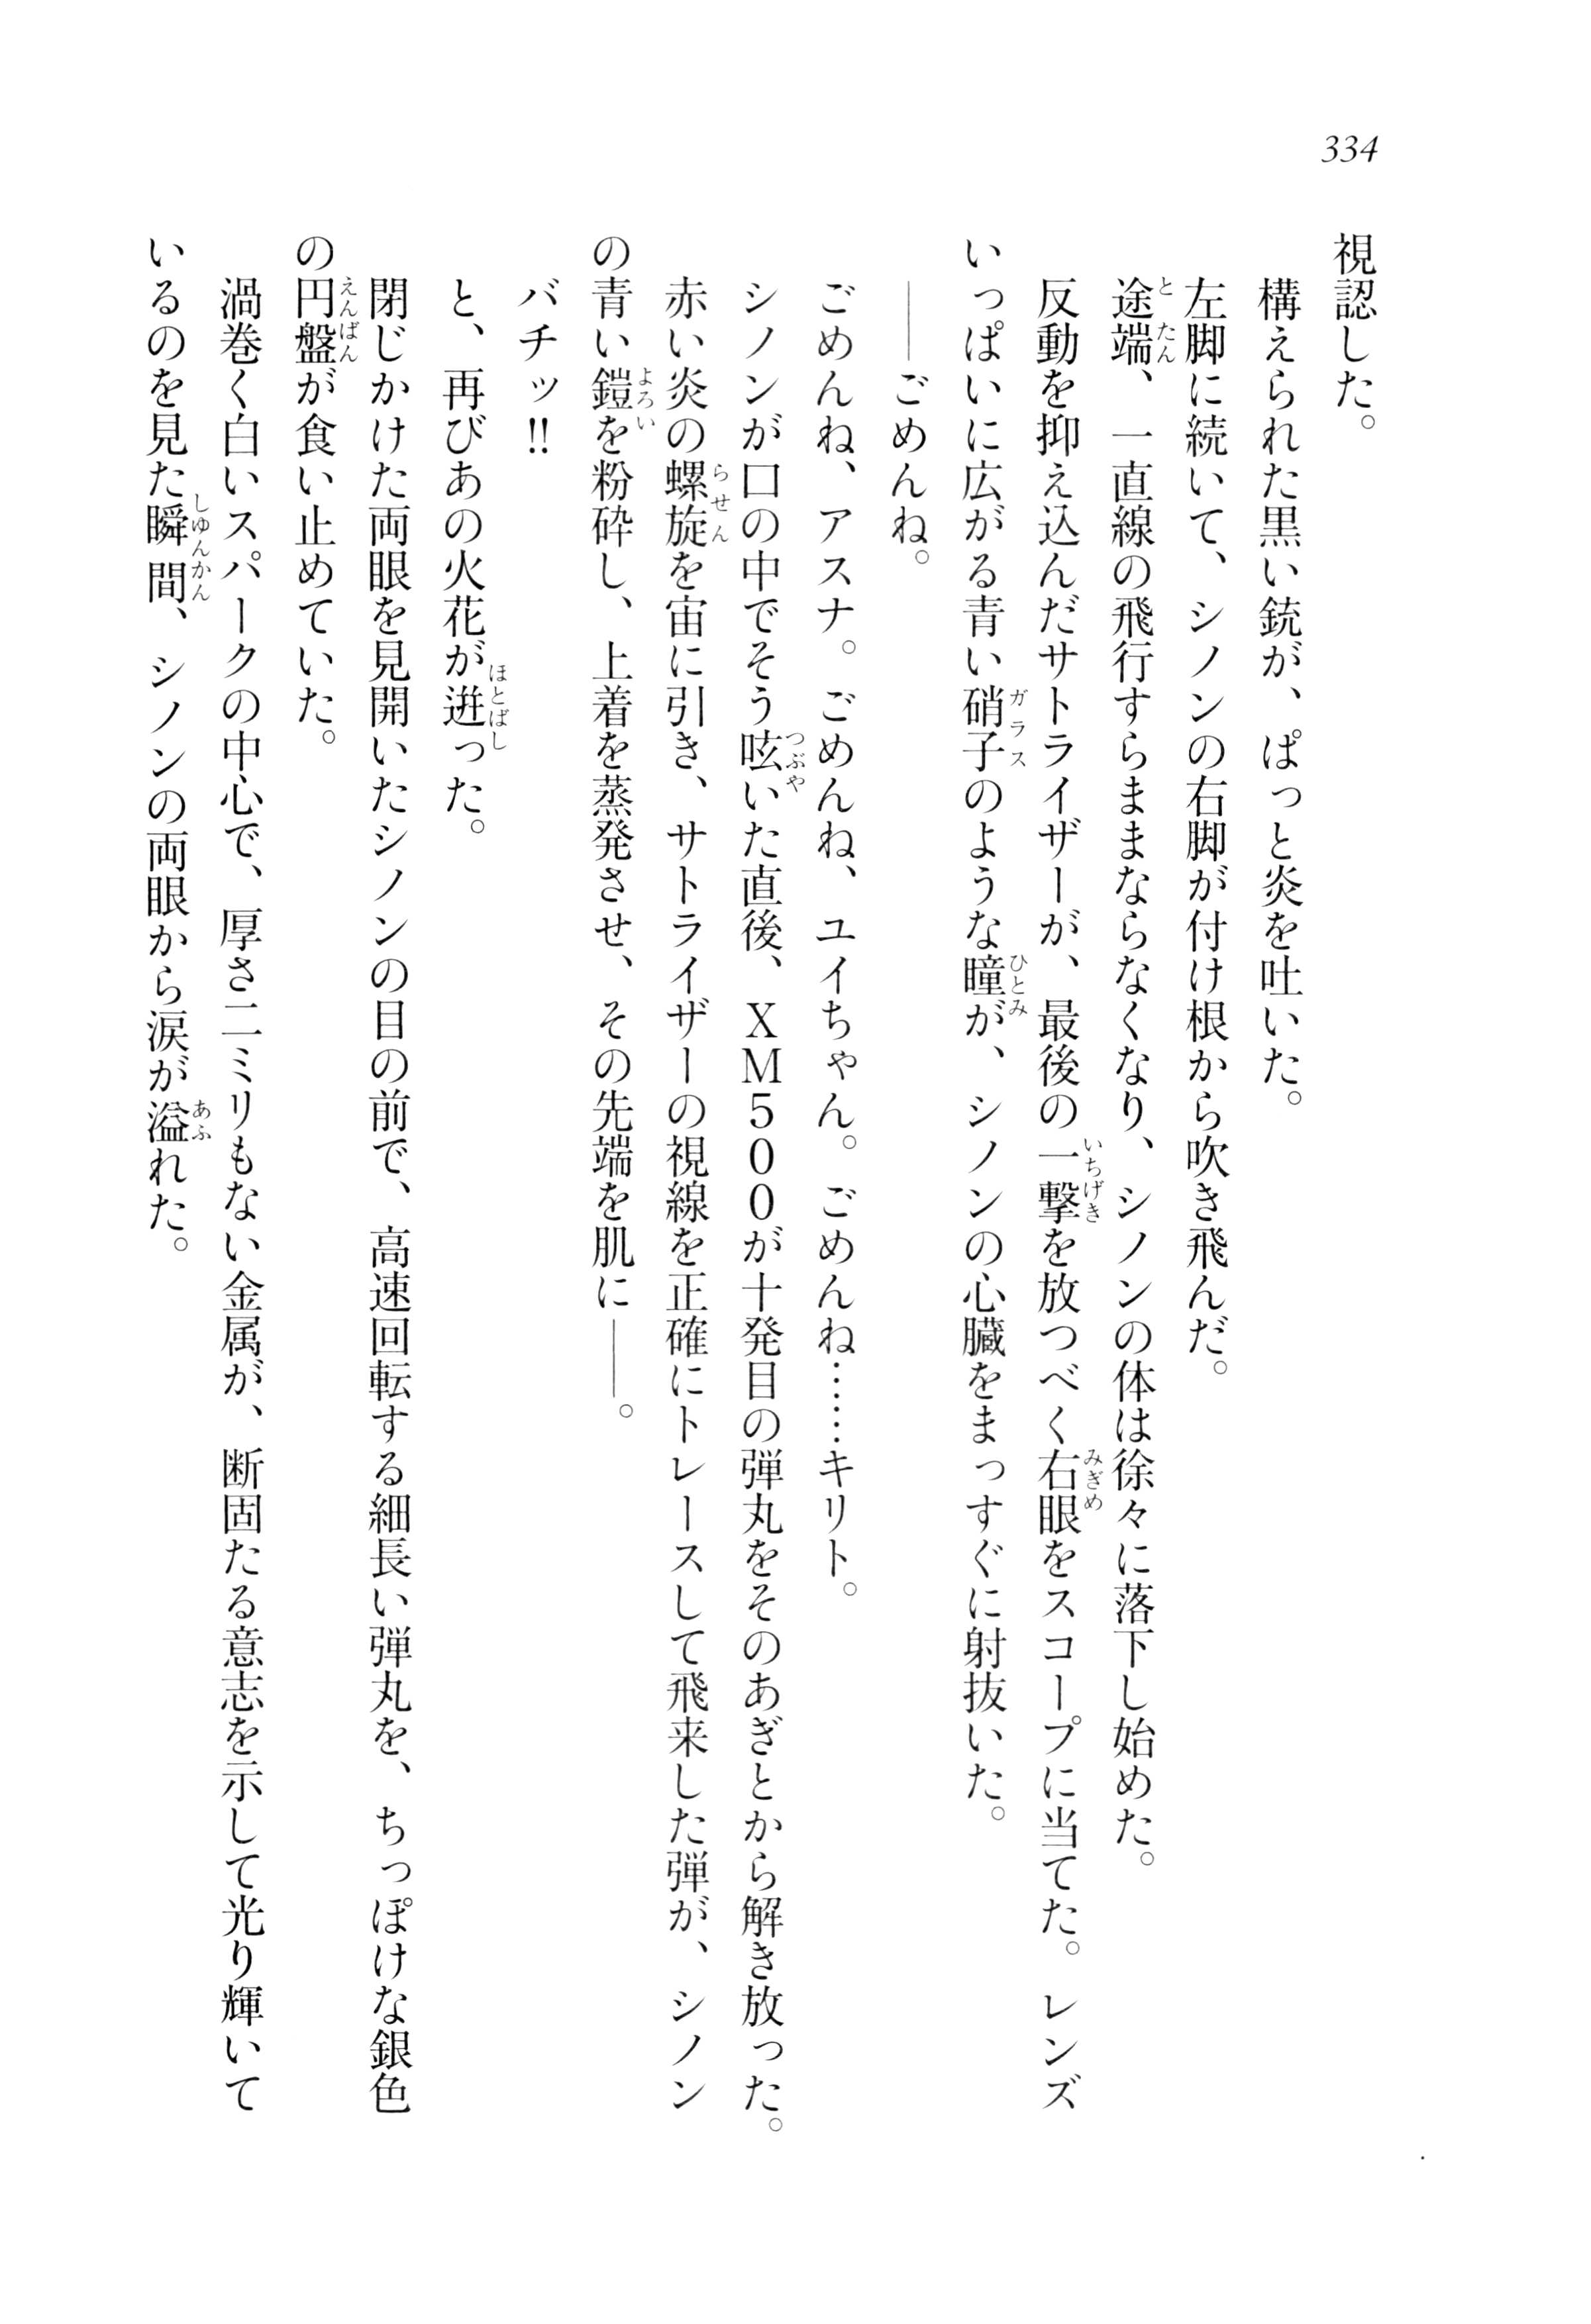 334
視認した。
構えられた黒い銃が、ぱっと炎を吐いた。
左脚に続いて、シノンの右脚が付け根から吹き飛んだ。
途端、一直線の飛行すらままならなくなり、シノンの体は徐々に落下し始めた。
反動を抑え込んだサトライザーが、最後の一撃を放つべく右眼をスコープに当てた。レンズ
いっぱいに広がる青い硝子のような瞳が、シノンの心臓をまっすぐに射抜いた。
――ごめんね。
ごめんね、アスナ。ごめんね、ユイちゃん。ごめんね……キリト。
シノンが口の中でそう呟いた直後、ＸＭ５００が十発目の弾丸をそのあぎとから解き放った。
赤い炎の螺旋を宙に引き、サトライザーの視線を正確にトレースして飛来した弾が、シノン
の青い鎧を粉砕し、上着を蒸発させ、その先端を肌に――。
バチッ!!
と、再びあの火花が迸った。
閉じかけた両眼を見開いたシノンの目の前で、高速回転する細長い弾丸を、ちっぽけな銀色
の円盤が食い止めていた。
渦巻く白いスパークの中心で、厚さ二ミリもない金属が、断固たる意志を示して光り輝いて
いるのを見た瞬間、シノンの両眼から涙が溢れた。